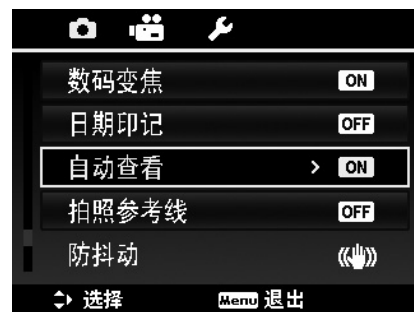 数码变焦 ON
日期印记 OFF
自动查看 > ON
拍照参考线 OFF
防抖动
选择 Menu 退出